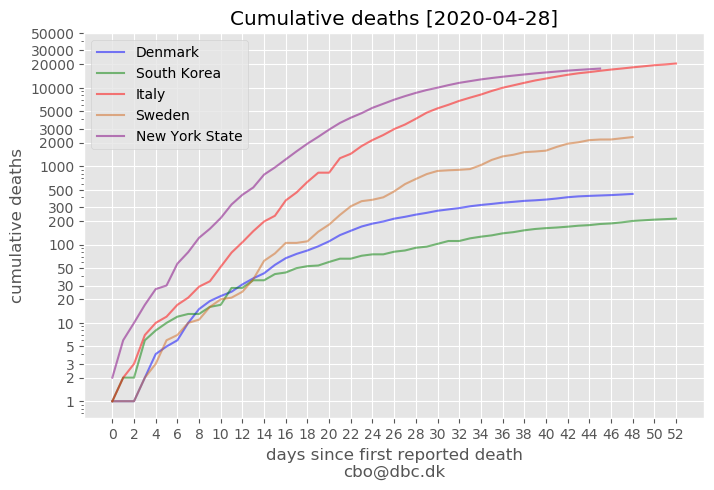 Cumulative deaths [2020-04-28]
Denmark
South Korea
Italy
Sweden
New York State
cumulative deaths
50000
30000
20000
10000
5000
3000
2000
1000
500
300
200
100
50
30
20
10
5
3
2
1
0 2 4 6 8 10 12 14 16 18 20 22 24 26 28 30 32 34 36 38 40 42 44 46 48 50 52
days since first reported death
cbo@dbc.dk